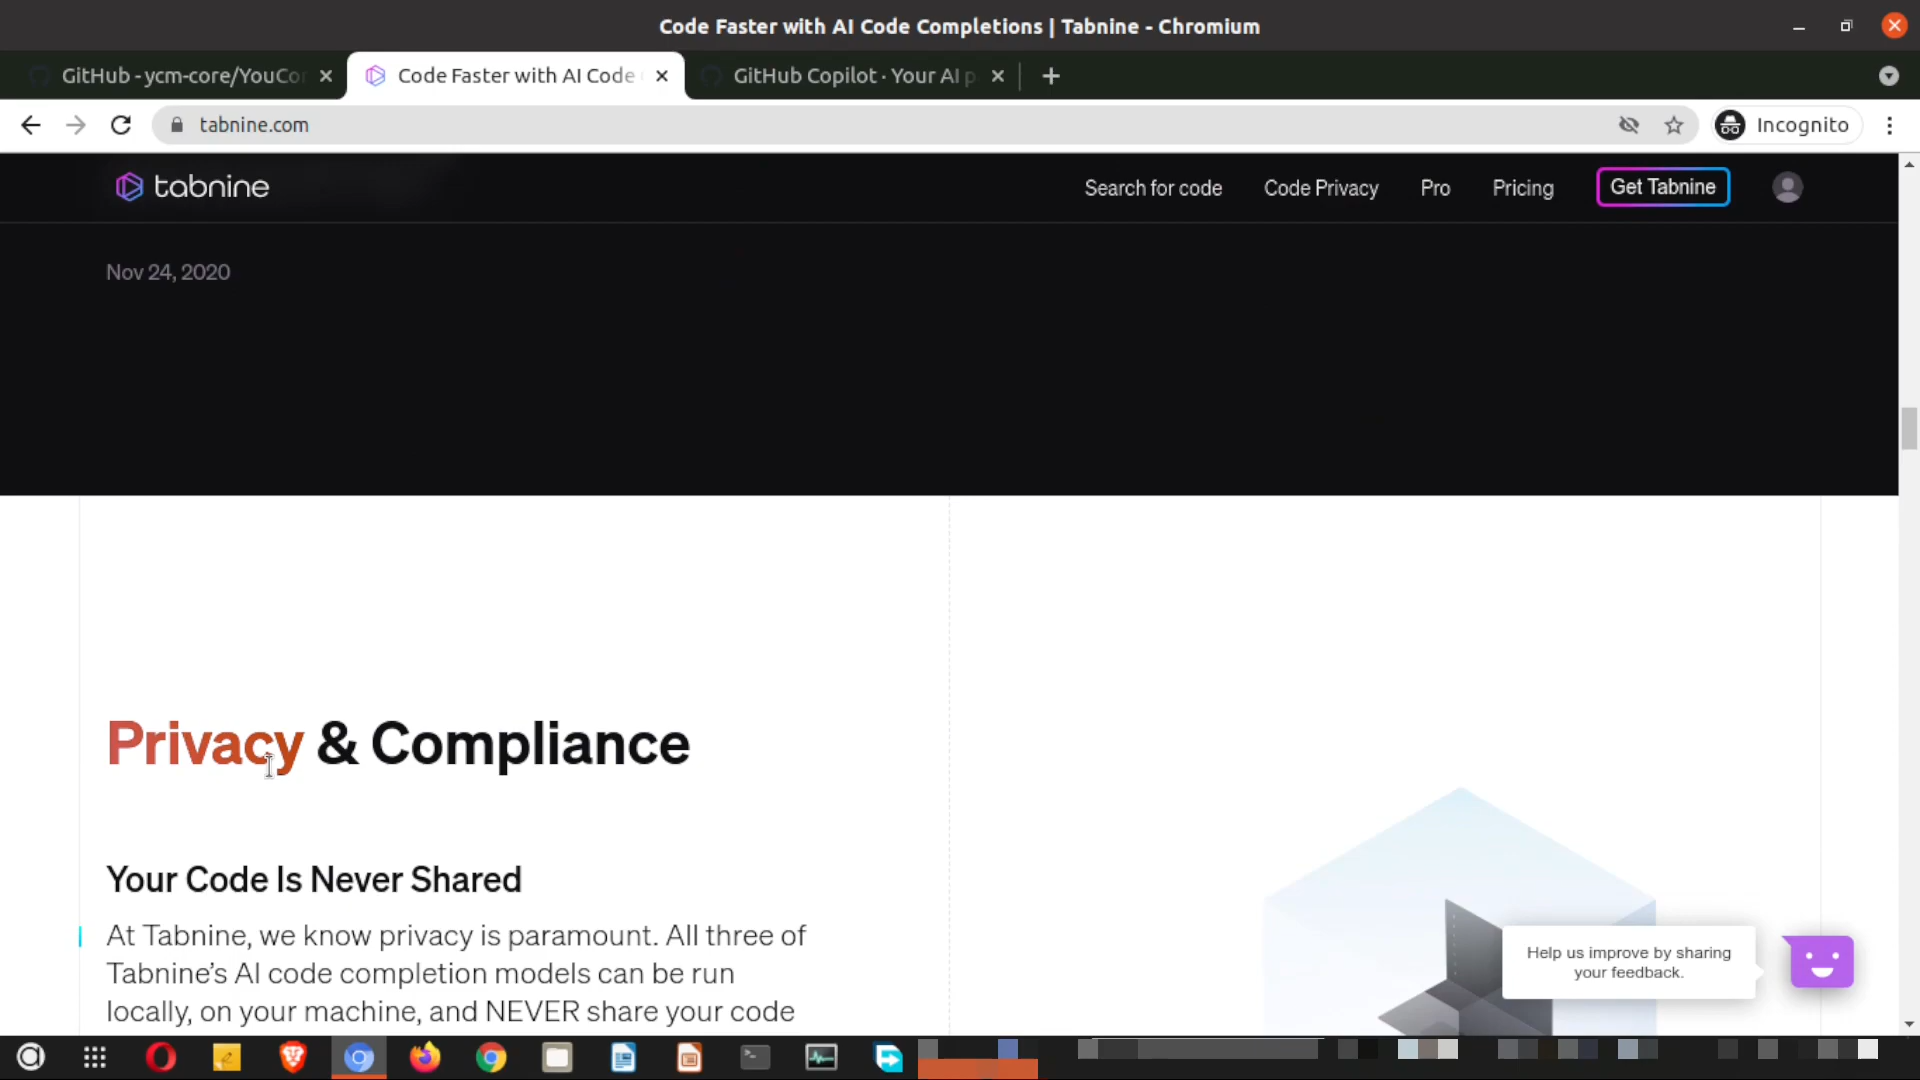 Code Faster with AI Code Completions | Tabnine - Chromium
GitHub - ycm-core/YouCo
Code Faster with AI Code
GitHub Copilot · Your AI p
tabnine.com
Incognito
tabnine
Search for code
Code Privacy
Pro
Pricing
Get Tabnine
Nov 24, 2020
Privacy & Compliance
Your Code Is Never Shared
At Tabnine, we know privacy is paramount. All three of
Tabnine's AI code completion models can be run
locally, on your machine, and NEVER share your code
Help us improve by sharing
your feedback.